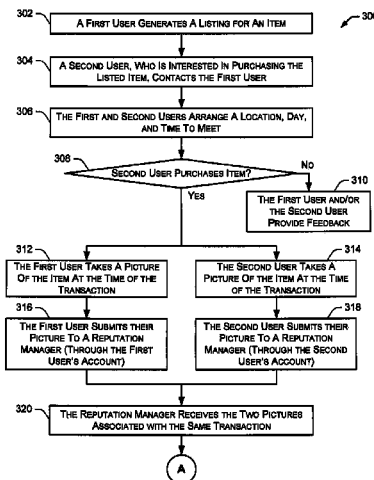 300
302
A FIRST USER GENERATES A LISTING FOR AN ITEM
304
A SECOND USER, WHO IS INTERESTED IN PURCHASING THE
LISTED ITEM, CONTACTS THE FIRST USER
306
THE FIRST AND SECOND USERS ARRANGE A LOCATION, DAY,
AND TIME TO MEET
308
SECOND USER PURCHASES ITEM?
NO
310
THE FIRST USER AND/OR
THE SECOND USER
PROVIDE FEEDBACK
YES
312
THE FIRST USER TAKES A PICTURE
OF THE ITEM AT THE TIME OF THE
TRANSACTION
314
THE SECOND USER TAKES A
PICTURE OF THE ITEM AT THE TIME
OF THE TRANSACTION
316
THE FIRST USER SUBMITS THEIR
PICTURE TO A REPUTATION
MANAGER (THROUGH THE FIRST
USER'S ACCOUNT)
318
THE SECOND USER SUBMITS THEIR
PICTURE TO A REPUTATION
MANAGER (THROUGH THE SECOND
USER'S ACCOUNT)
320
THE REPUTATION MANAGER RECEIVES THE TWO PICTURES
ASSOCIATED WITH THE SAME TRANSACTION
A